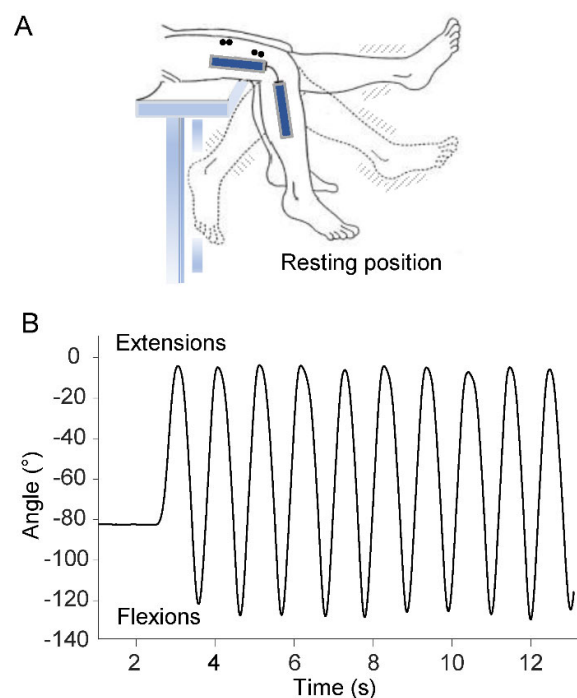 A
Resting position
B
Extensions
0
-20
-40
-60
-80
-100
-120
-140
Angle (°)
Flexions
2 4 6 8 10 12
Time (s)